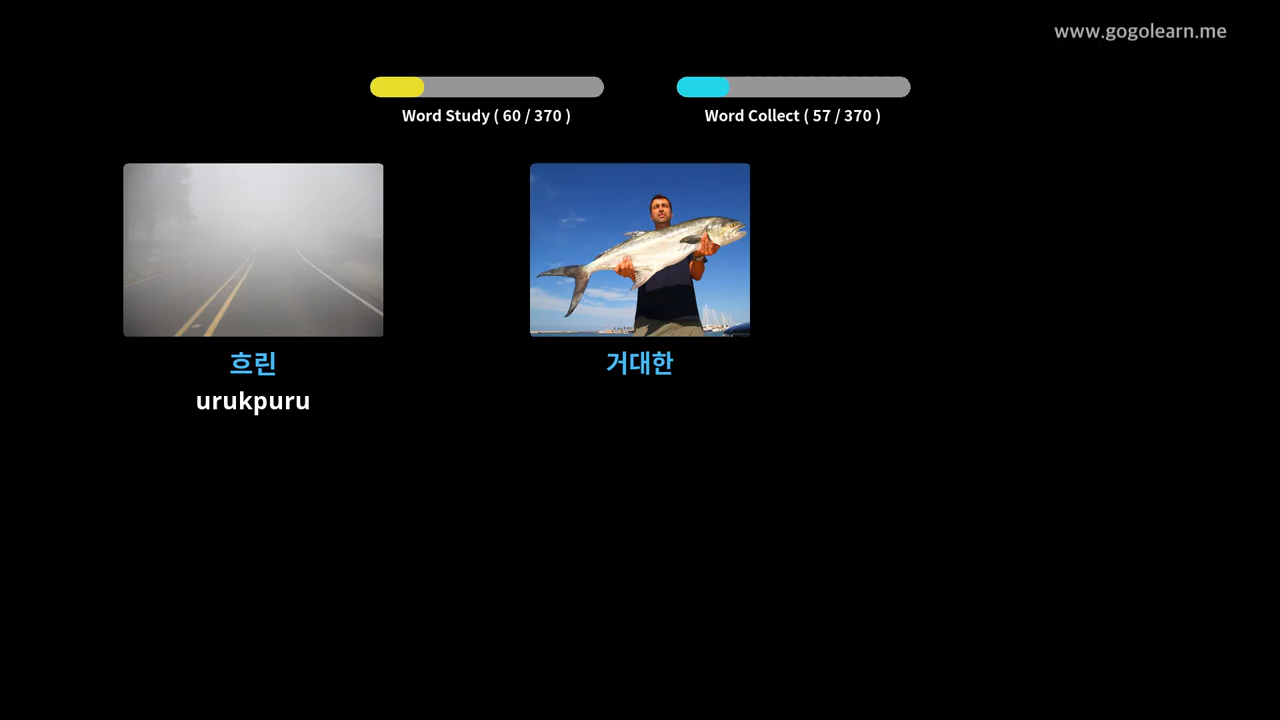 www.gogolearn.me
Word Study ( 60 / 370 )
Word Collect ( 57 / 370 )
흐린
urukpuru
거대한